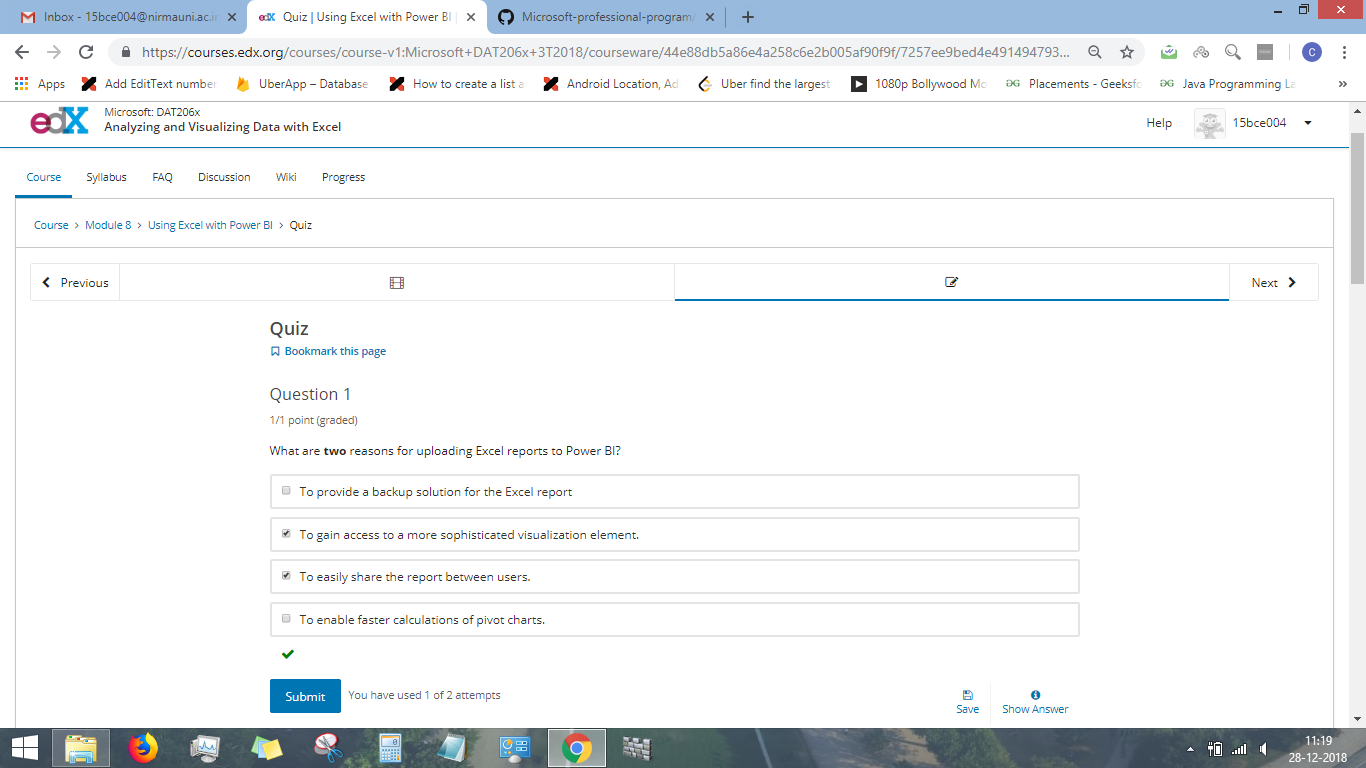 Inbox - 15bce004@nirmauni.ac.in
Quiz | Using Excel with Power BI |
Microsoft-professional-program/
https://courses.edx.org/courses/course-v1:Microsoft+DAT206x+3T2018/courseware/44e88db5a86e4a258c6e2b005af90f9f/7257ee9bed4e491494793...
C
Apps
Add EditText number
UberApp – Database
How to create a list a
Android Location, Ad
Uber find the largest
1080p Bollywood Mo
Placements - Geeksfo
Java Programming La
»
edX
Microsoft: DAT206x
Analyzing and Visualizing Data with Excel
Help
15bce004
Course
Syllabus
FAQ
Discussion
Wiki
Progress
Course > Module 8 > Using Excel with Power BI > Quiz
Previous
Next
Quiz
Bookmark this page
Question 1
1/1 point (graded)
What are two reasons for uploading Excel reports to Power BI?
To provide a backup solution for the Excel report
To gain access to a more sophisticated visualization element.
To easily share the report between users.
To enable faster calculations of pivot charts.
Submit
You have used 1 of 2 attempts
Save
Show Answer
11:19
28-12-2018